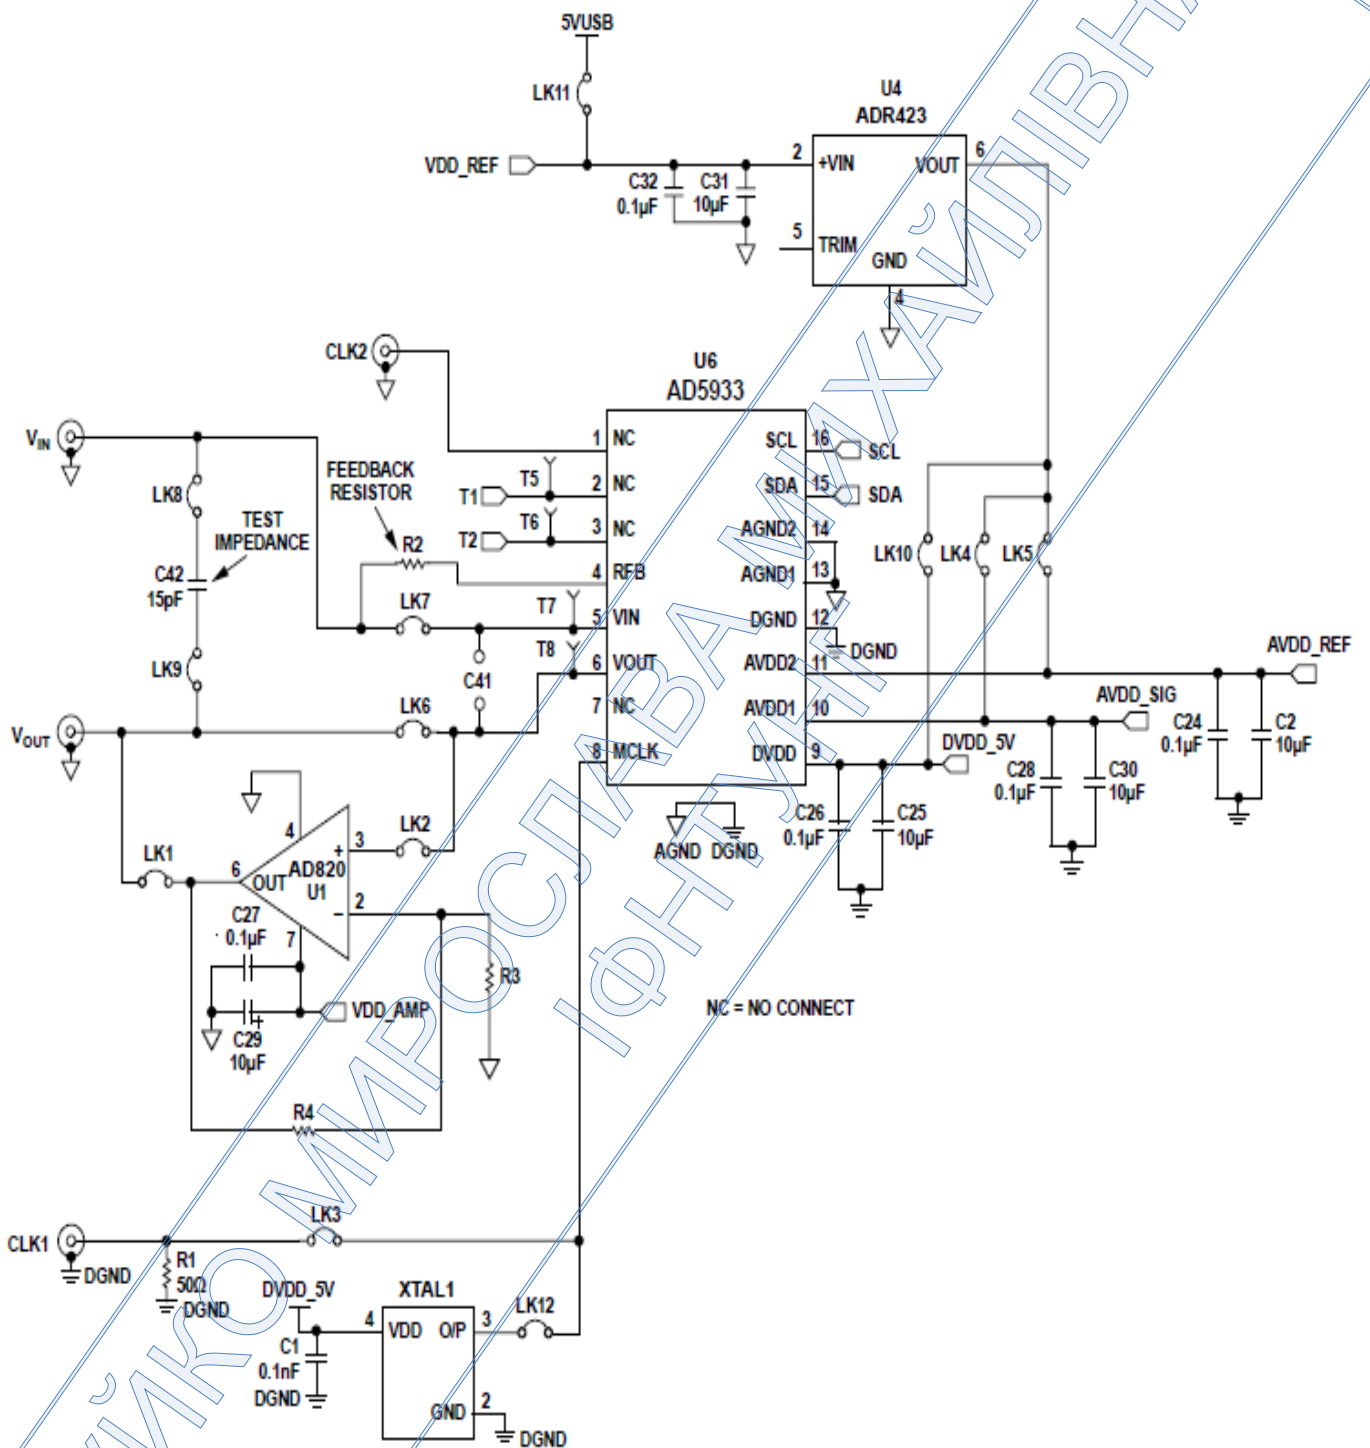 5VUSB
LK11
U4
ADR423
VDD_REF
2
+VIN
VOUT
6
C32
0.1µF
C31
10µF
5
TRIM
GND
4
CLK2
U6
AD5933
VIN
1
NC
SCL
16
SCL
FEEDBACK
RESISTOR
T5
T1
2
NC
SDA
15
SDA
LK8
TEST
IMPEDANCE
T6
T2
3
NC
AGND2
14
R2
LK10
LK4
LK5
C42
15pF
4
RFB
AGND1
13
LK7
T7
5
VIN
DGND
12
DGND
LK9
T8
6
VOUT
AVDD2
11
AVDD_REF
C41
LK6
7
NC
AVDD1
10
AVDD_SIG
VOUT
8
MCLK
DVDD
9
DVDD_5V
C24
0.1µF
C2
10µF
C28
0.1µF
C30
10µF
C26
0.1µF
C25
10µF
AGND
DGND
4
LK2
3
+
LK1
6
OUT
AD820
U1
2
–
C27
0.1µF
7
R3
VDD_AMP
C29
10µF
NC = NO CONNECT
R4
LK3
CLK1
DGND
R1
50Ω
DGND
DVDD_5V
XTAL1
LK12
4
VDD
O/P
3
C1
0.1nF
DGND
GND
2
DGND
УЙКО МИРОСЛАВА МИХАЙЛІВНА
ІФНТУНГ